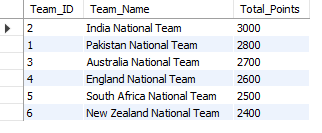 Team_ID Team_Name Total_Points
2 India National Team 3000
1 Pakistan National Team 2800
3 Australia National Team 2700
4 England National Team 2600
5 South Africa National Team 2500
6 New Zealand National Team 2400